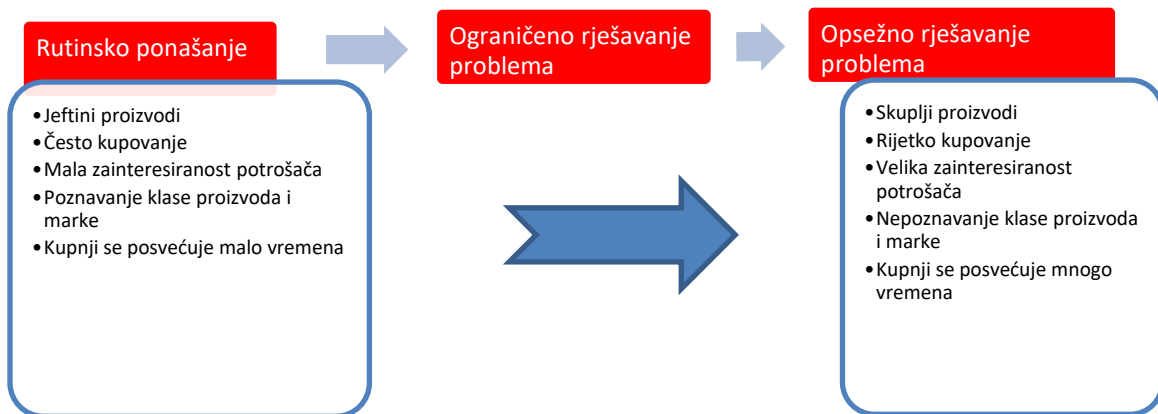 Rutinsko ponašanje
Ograničeno rješavanje
problema
Opsežno rješavanje
problema
•Jeftini proizvodi
•Često kupovanje
•Mala zainteresiranost potrošača
•Poznavanje klase proizvoda i
marke
•Kupnji se posvećuje malo vremena
•Skuplji proizvodi
•Rijetko kupovanje
•Velika zainteresiranost
potrošača
•Nepoznavanje klase proizvoda
i marke
•Kupnji se posvećuje mnogo
vremena